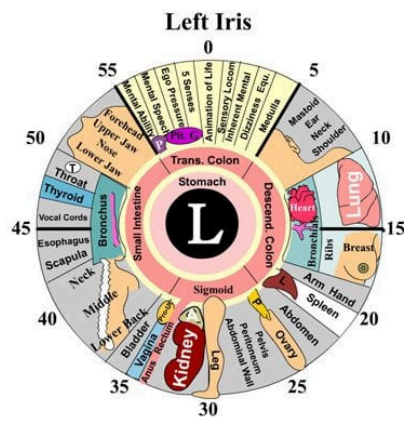 Left Iris
0
5
10
15
20
25
30
35
40
45
50
55
Mental Ability
Mental Speech
Ego Pressure
5 Senses
Animation of Life
Sensory Locom.
Inherent Mental
Dizziness Equ.
Medulla
P
Pit. G.
Mastoid
Ear
Neck
Shoulder
Lung
Heart
Bronchials
Ribs
Breast
Arm Hand
Spleen
L
Abdomen
Ovary
P
Pelvis
Peritoneum
Abdominal Wall
Leg
Kidney
A
Anus Rectum
Vagina
Bladder
Lower Back
Middle
Neck
Scapula
Esophagus
Vocal Cords
Thyroid
Throat
T
Bronchus
Forehead
Upper Jaw
Nose
Lower Jaw
Trans. Colon
Stomach
Small Intestine
Descend. Colon
Sigmoid
L